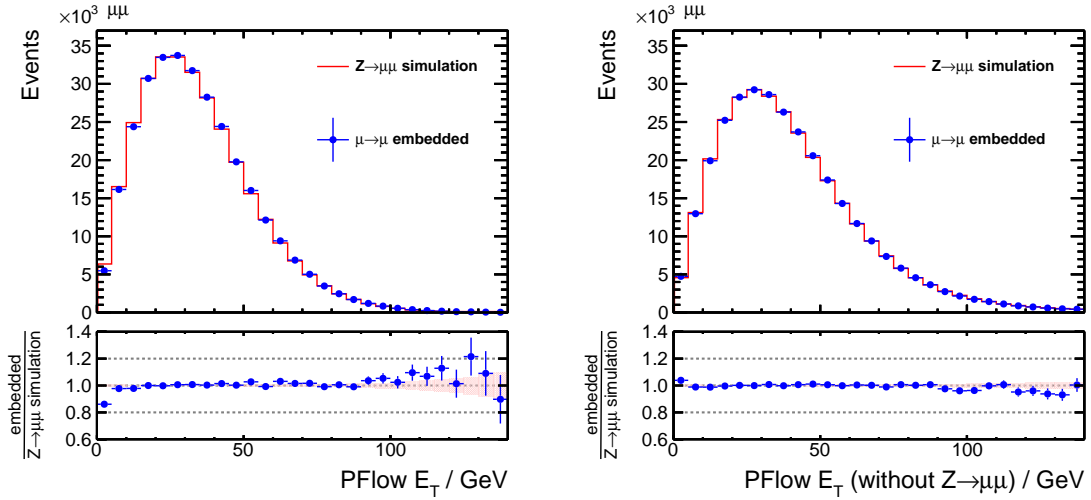 ×10³ μμ
Events
35
30
25
20
15
10
5
0
Z→μμ simulation
μ→μ embedded
embedded
Z→μμ simulation
1.4
1.2
1.0
0.8
0.6
0 50 100
PFlow E_T / GeV
×10³ μμ
Events
35
30
25
20
15
10
5
0
Z→μμ simulation
μ→μ embedded
embedded
Z→μμ simulation
1.4
1.2
1.0
0.8
0.6
0 50 100
PFlow E_T (without Z→μμ) / GeV